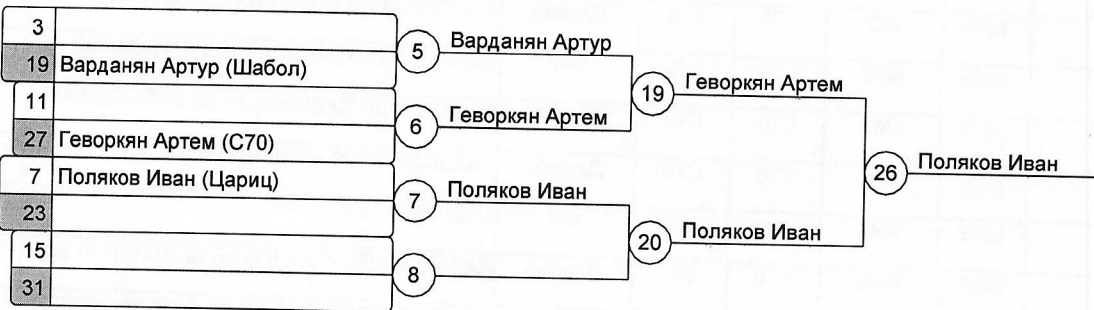 3
19 Варданян Артур (Шабол)
5
Варданян Артур
11
27 Геворкян Артем (С70)
6
Геворкян Артем
19
Геворкян Артем
7 Поляков Иван (Цариц)
23
7
Поляков Иван
15
31
8
20
Поляков Иван
26
Поляков Иван